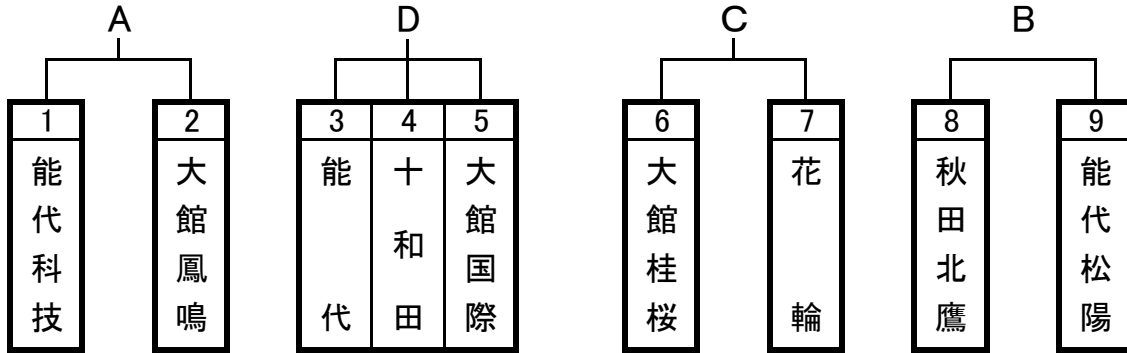 A D C B
1 2 3 4 5 6 7 8 9
能代科技
大館鳳鳴
能代
十和田
大館国際
大館桂桜
花輪
秋田北鷹
能代松陽